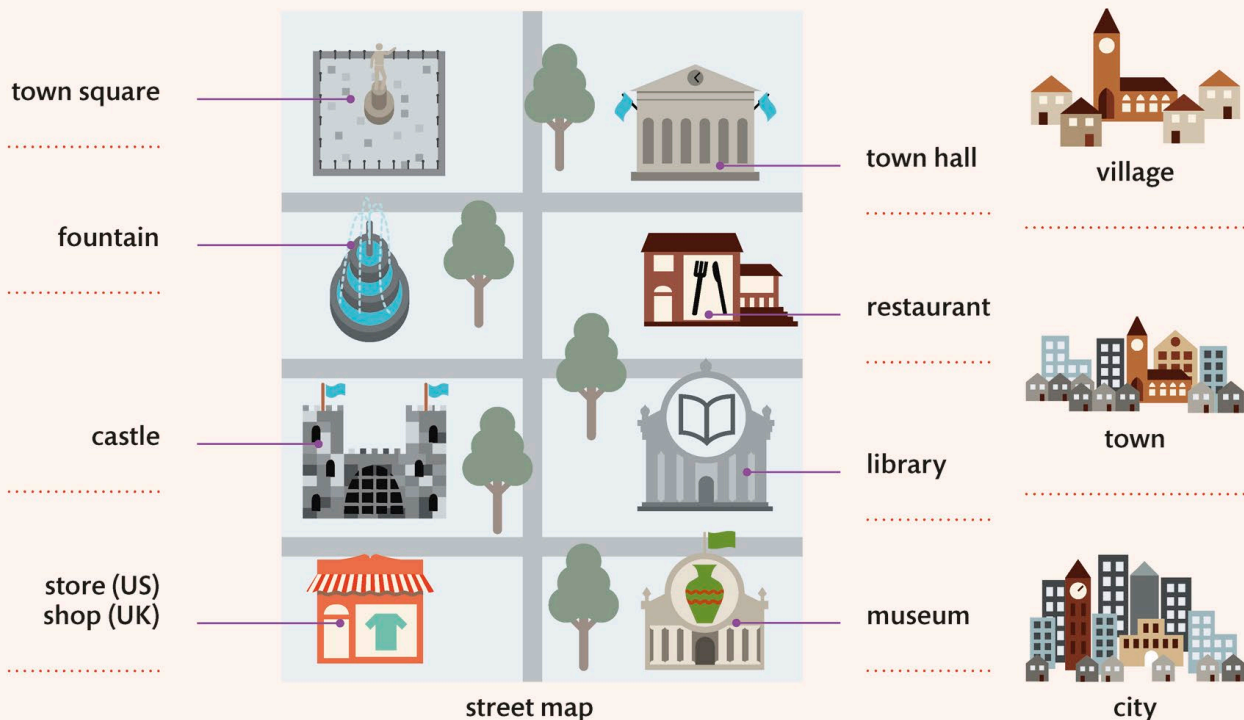 town square
fountain
castle
store (US)
shop (UK)
town hall
restaurant
library
museum
street map
village
town
city